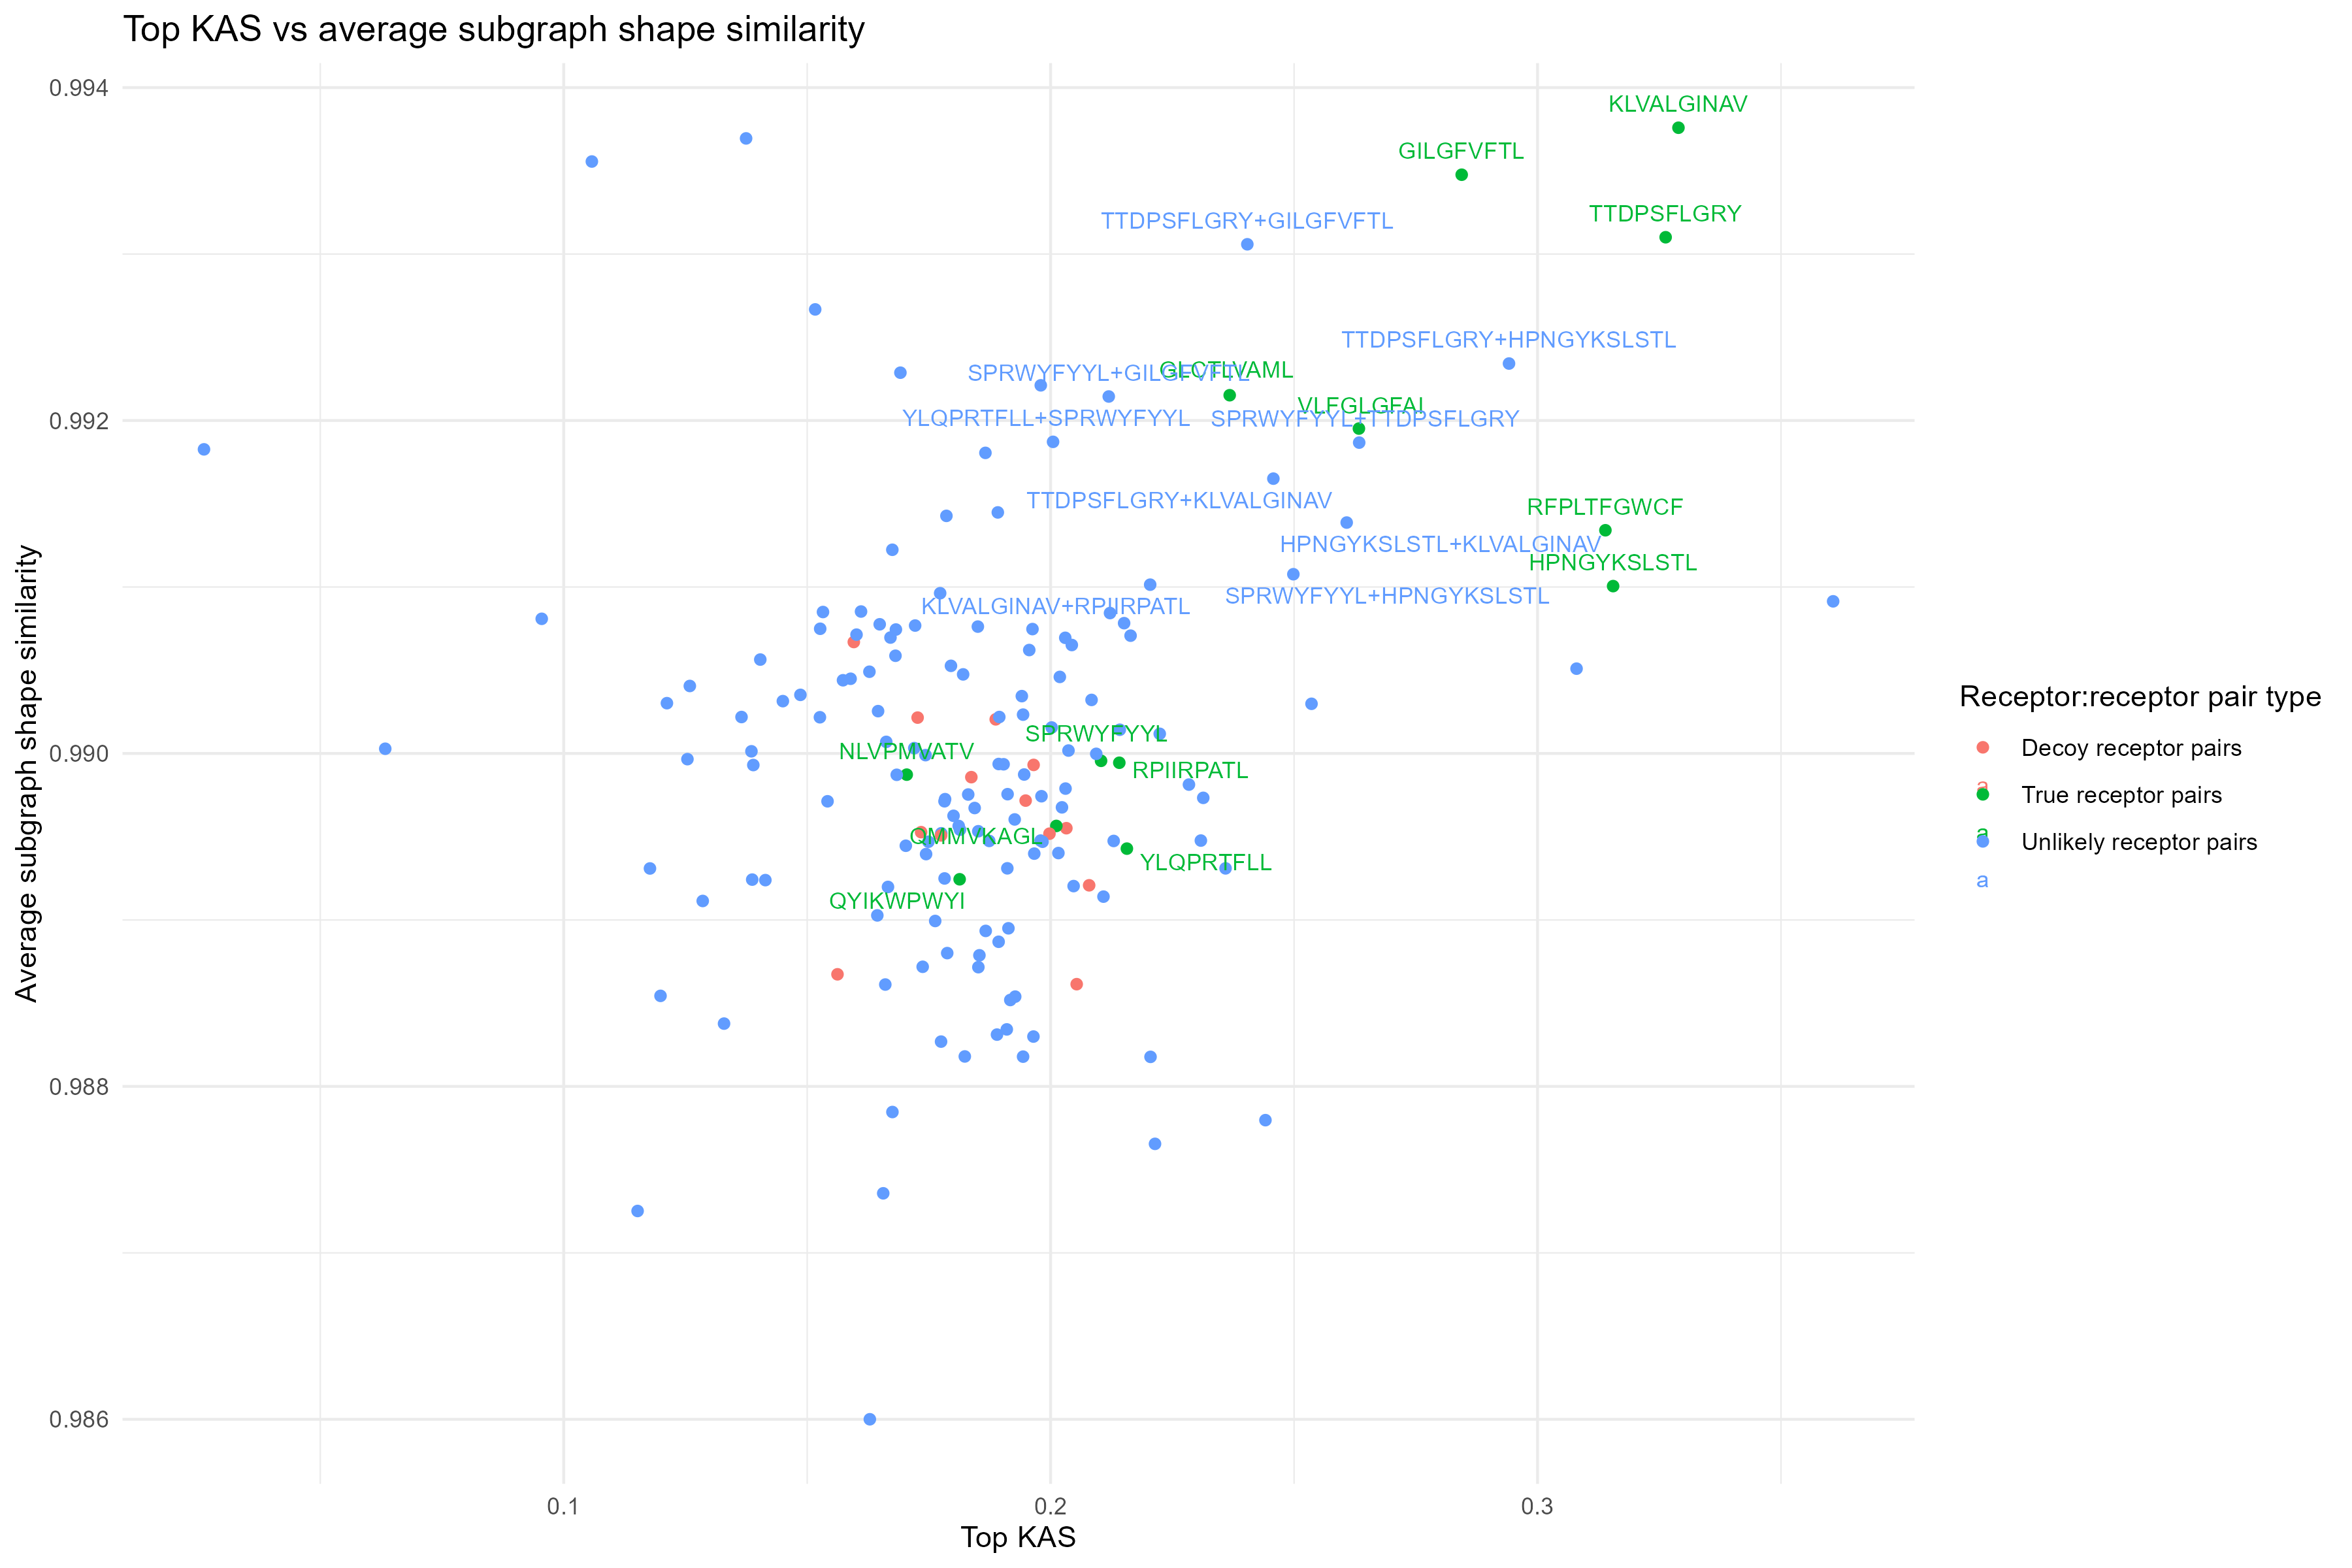 Top KAS vs average subgraph shape similarity
0.994
KLVALGINAV
GILGFVFTL
TTDPSFLGRY
TTDPSFLGRY+GILGFVFTL
TTDPSFLGRY+HPNGYKSLSTL
SPRWYFYYL+GILGFVFTL
GLCTLVAML
VLFGLGFAI
0.992
YLQPRTFLL+SPRWYFYYL
SPRWYFYYL+TTDPSFLGRY
TTDPSFLGRY+KLVALGINAV
RFPLTFGWCF
HPNGYKSLSTL+KLVALGINAV
HPNGYKSLSTL
SPRWYFYYL+HPNGYKSLSTL
KLVALGINAV+RPIIRPATL
SPRWYFYYL
0.990
NLVPMVATV
RPIIRPATL
QMMVKAGL
YLQPRTFLL
QYIKWPWYI
0.988
0.986
0.1
0.2
0.3
Top KAS
Average subgraph shape similarity
Receptor:receptor pair type
Decoy receptor pairs
a
True receptor pairs
a
Unlikely receptor pairs
a